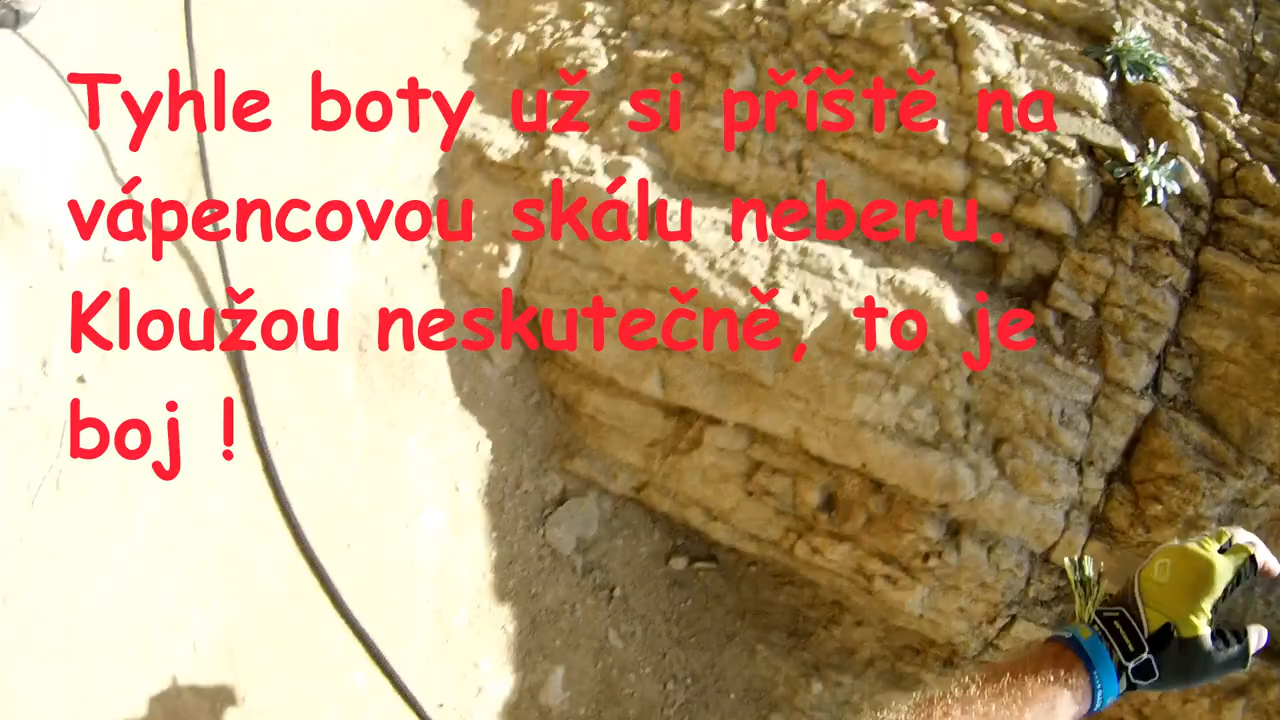 Tyhle boty už si příště na
vápencovou skálu neberu.
Kloužou neskutečně, to je
boj !